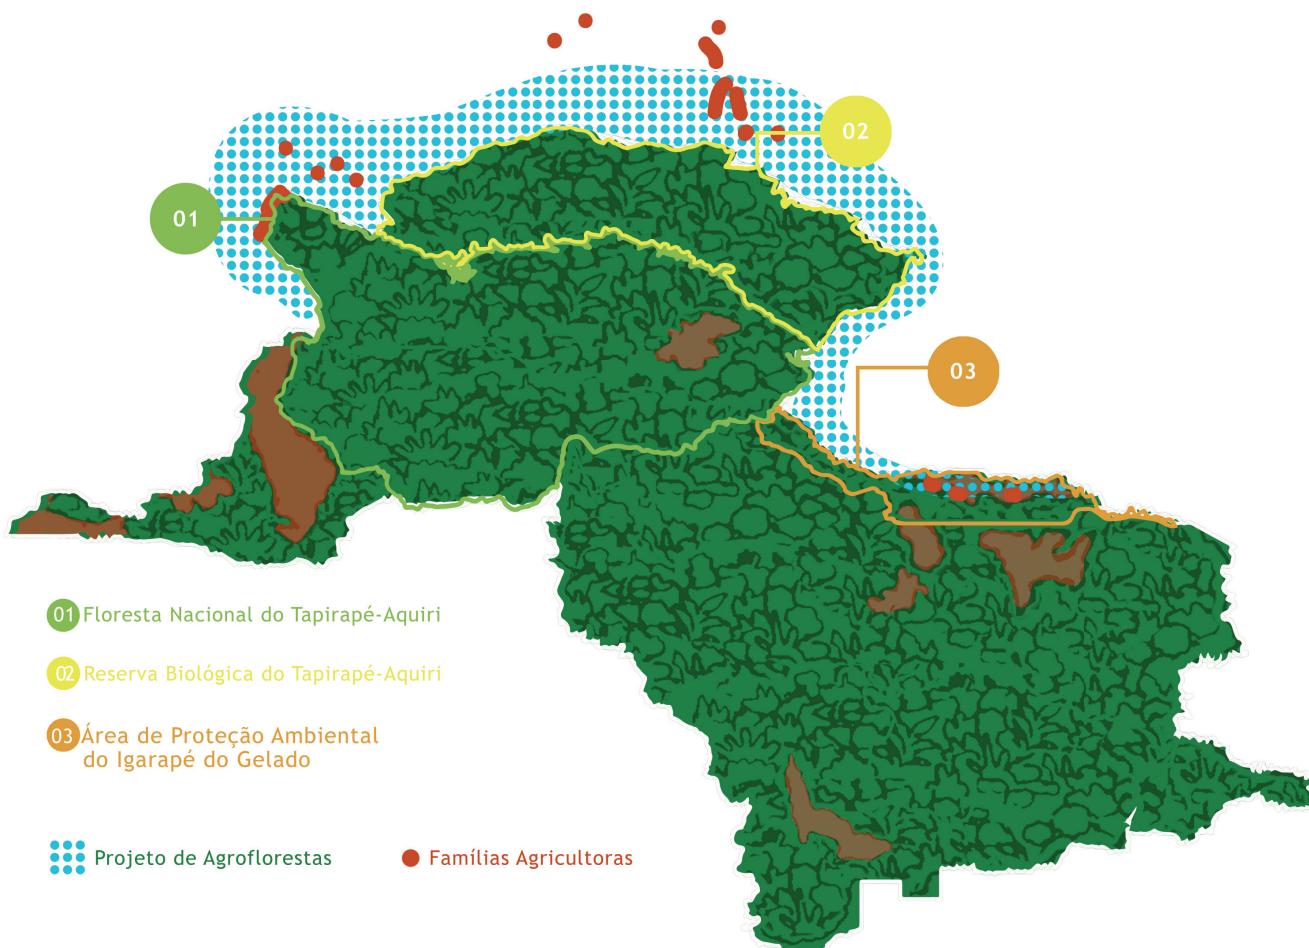 02
01
03
01 Floresta Nacional do Tapirapé-Aquiri
02 Reserva Biológica do Tapirapé-Aquiri
03 Área de Proteção Ambiental
do Igarapé do Gelado
Projeto de Agroflorestas
Famílias Agricultoras